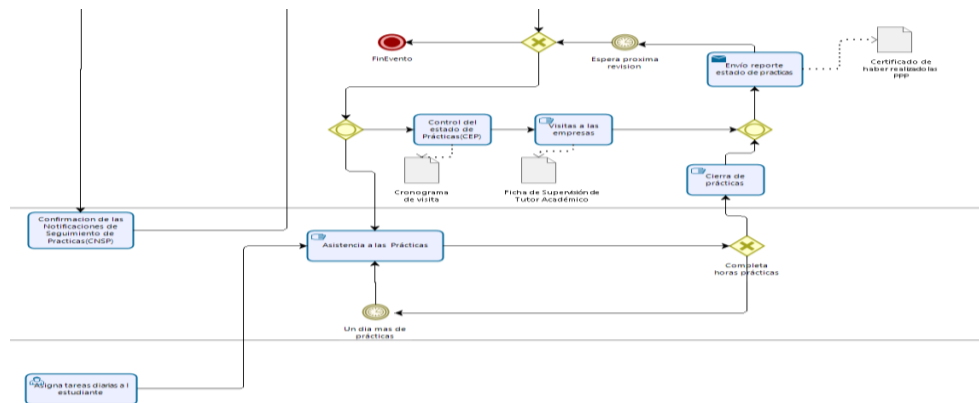 FinEvento
Espera proxima
revision
Envío reporte
estado de practicas
Certificado de
haber realizado las
ppp
Control del
estado de
Prácticas(CEP)
Visitas a las
empresas
Cronograma
de visita
Ficha de Supervisión de
Tutor Académico
Cierra de
prácticas
Confirmacion de las
Notificaciones de
Seguimiento de
Practicas(CNSP)
Asistencia a las Prácticas
Completa
horas prácticas
Un dia mas de
prácticas
Asigna tareas diarias a l
estudiante